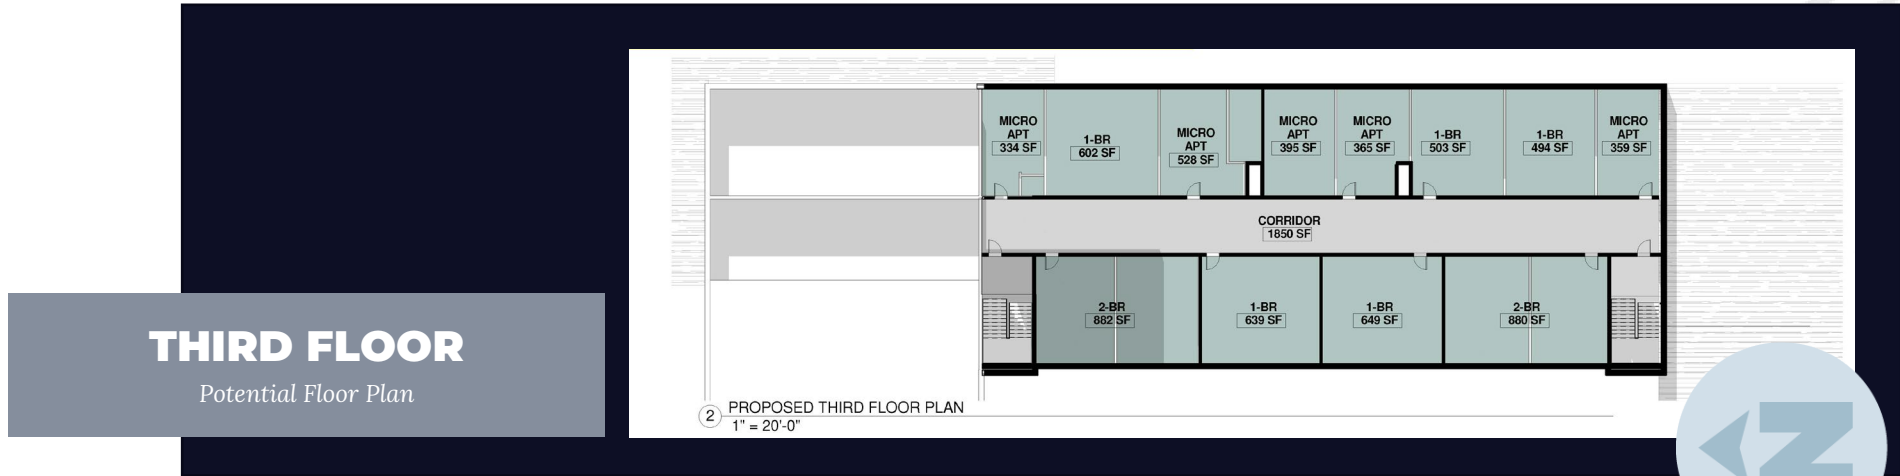 THIRD FLOOR
Potential Floor Plan
MICRO
APT
334 SF
1-BR
602 SF
MICRO
APT
528 SF
MICRO
APT
395 SF
MICRO
APT
365 SF
1-BR
503 SF
1-BR
494 SF
MICRO
APT
359 SF
CORRIDOR
1850 SF
2-BR
882 SF
1-BR
639 SF
1-BR
649 SF
2-BR
880 SF
2 PROPOSED THIRD FLOOR PLAN
1" = 20'-0"
Z